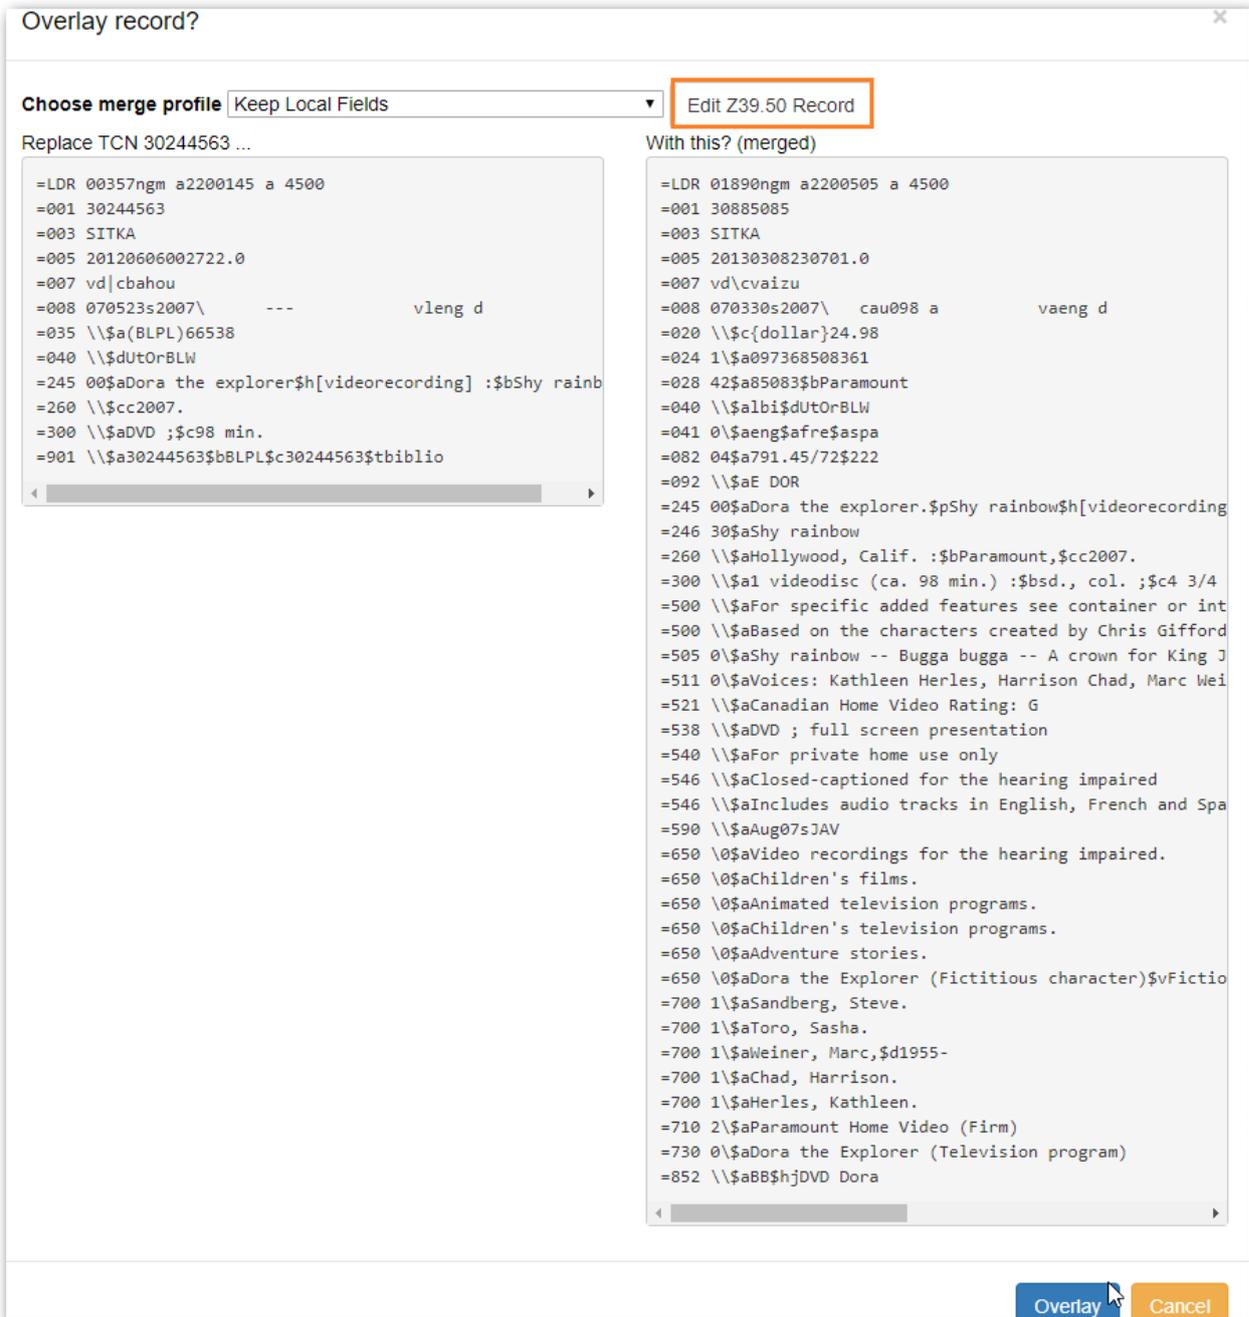 Overlay record?
×
Choose merge profile Keep Local Fields Edit Z39.50 Record
Replace TCN 30244563 ...
=LDR 00357ngm a2200145 a 4500
=001 30244563
=003 SITKA
=005 20120606002722.0
=007 vd|cbahou
=008 070523s2007\ --- vleng d
=035 \\$a(BLPL)66538
=040 \\$dUtOrBLW
=245 00$aDora the explorer$h[videorecording] :$bShy rainb
=260 \\$cc2007.
=300 \\$aDVD ;$c98 min.
=901 \\$a30244563$bBLPL$c30244563$tbiblio
With this? (merged)
=LDR 01890ngm a2200505 a 4500
=001 30885085
=003 SITKA
=005 20130308230701.0
=007 vd\cvaizu
=008 070330s2007\ cau098 a vaeng d
=020 \\$c{dollar}24.98
=024 1\$a097368508361
=028 42$a85083$bParamount
=040 \\$albi$dUtOrBLW
=041 0\$aeng$afre$aspa
=082 04$a791.45/72$222
=092 \\$aE DOR
=245 00$aDora the explorer.$pShy rainbow$h[videorecording
=246 30$aShy rainbow
=260 \\$aHollywood, Calif. :$bParamount,$cc2007.
=300 \\$a1 videodisc (ca. 98 min.) :$bsd., col. ;$c4 3/4
=500 \\$aFor specific added features see container or int
=500 \\$aBased on the characters created by Chris Gifford
=505 0\$aShy rainbow -- Bugga bugga -- A crown for King J
=511 0\$aVoices: Kathleen Herles, Harrison Chad, Marc Wei
=521 \\$aCanadian Home Video Rating: G
=538 \\$aDVD ; full screen presentation
=540 \\$aFor private home use only
=546 \\$aClosed-captioned for the hearing impaired
=546 \\$aIncludes audio tracks in English, French and Spa
=590 \\$aAug07sJAV
=650 \0$aVideo recordings for the hearing impaired.
=650 \0$aChildren's films.
=650 \0$aAnimated television programs.
=650 \0$aChildren's television programs.
=650 \0$aAdventure stories.
=650 \0$aDora the Explorer (Fictitious character)$vFictio
=700 1\$aSandberg, Steve.
=700 1\$aToro, Sasha.
=700 1\$aWeiner, Marc,$d1955-
=700 1\$aChad, Harrison.
=700 1\$aHerles, Kathleen.
=710 2\$aParamount Home Video (Firm)
=730 0\$aDora the Explorer (Television program)
=852 \\$aBB$hjDVD Dora
Overlay Cancel